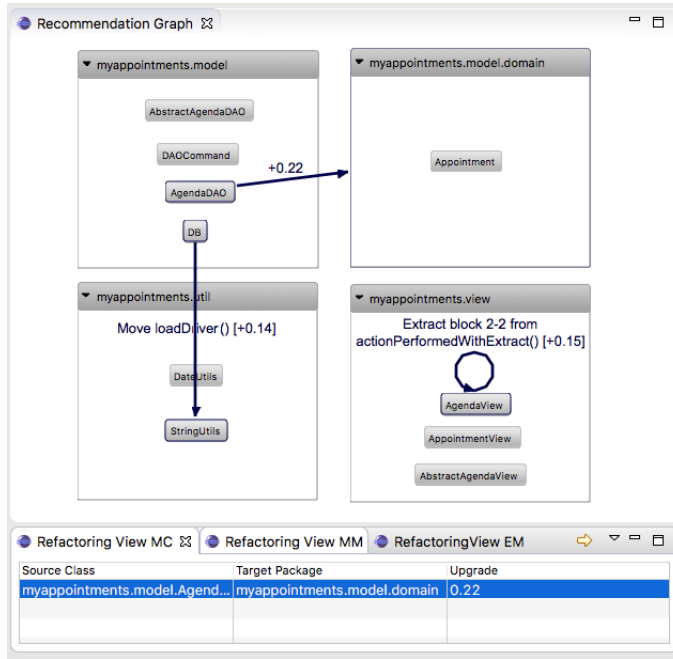 Recommendation Graph
myappointments.model
AbstractAgendaDAO
DAOCommand
AgendaDAO
DB
+0.22
myappointments.model.domain
Appointment
myappointments.util
Move loadDriver() [+0.14]
DateUtils
StringUtils
myappointments.view
Extract block 2-2 from
actionPerformedWithExtract() [+0.15]
AgendaView
AppointmentView
AbstractAgendaView
Refactoring View MC Refactoring View MM RefactoringView EM
Source Class Target Package Upgrade
myappointments.model.Agend... myappointments.model.domain 0.22